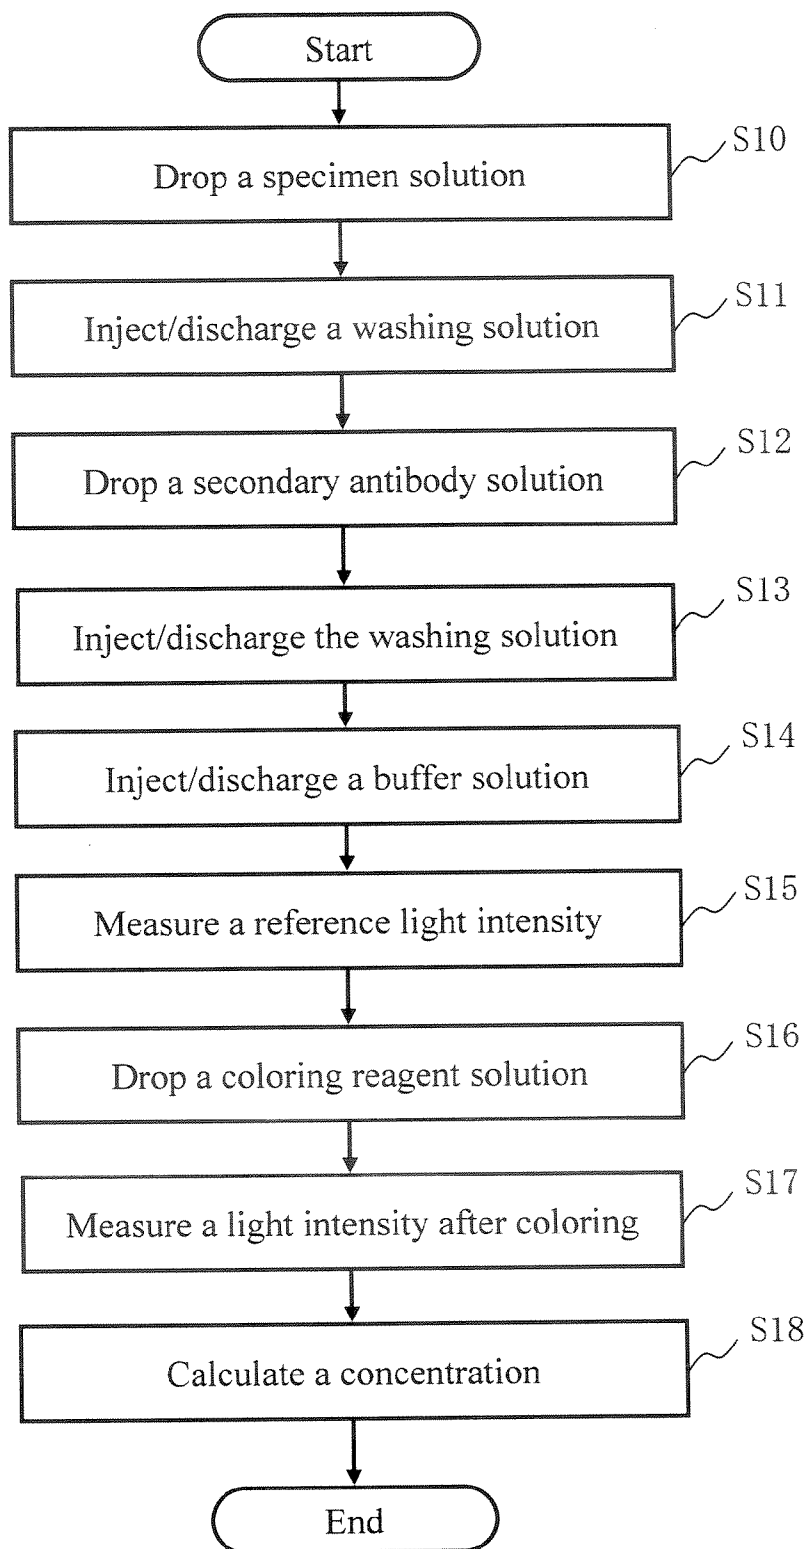 Start
Drop a specimen solution
S10
Inject/discharge a washing solution
S11
Drop a secondary antibody solution
S12
Inject/discharge the washing solution
S13
Inject/discharge a buffer solution
S14
Measure a reference light intensity
S15
Drop a coloring reagent solution
S16
Measure a light intensity after coloring
S17
Calculate a concentration
S18
End